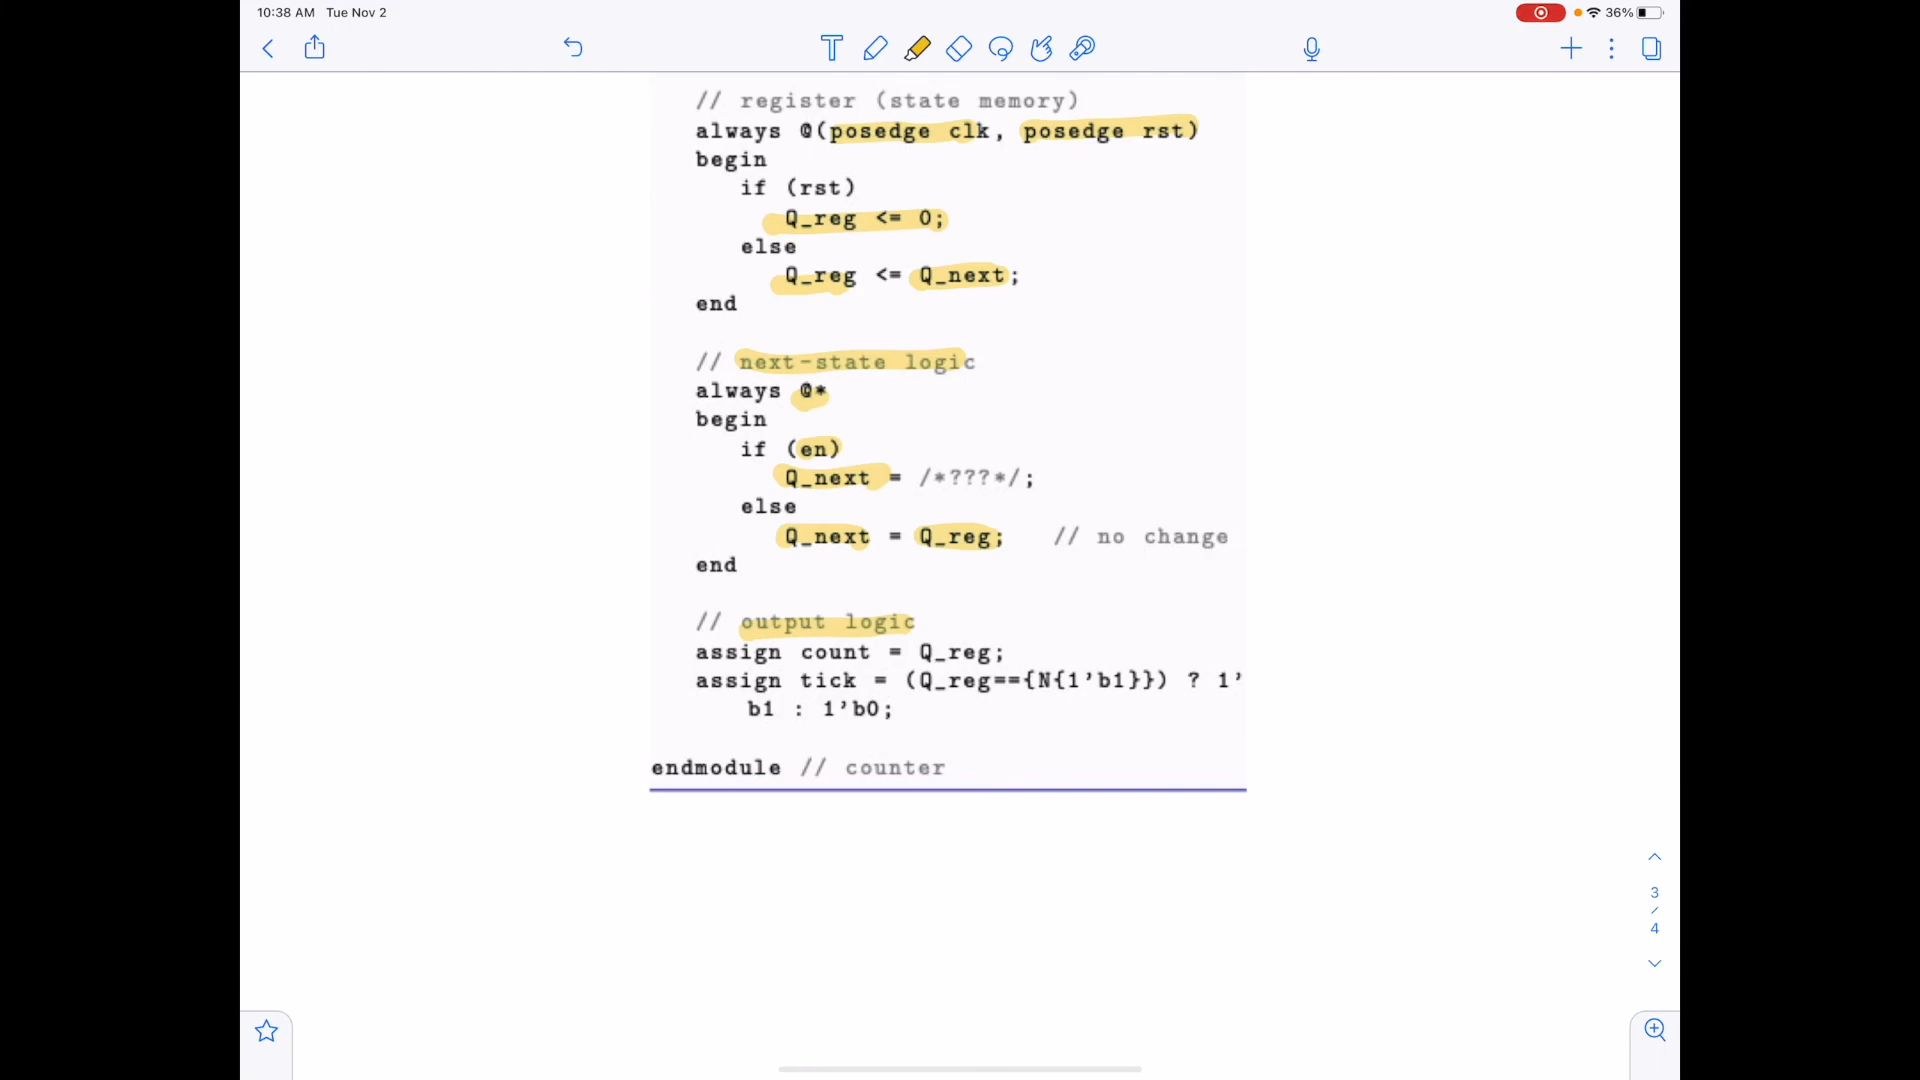 10:38 AM Tue Nov 2
36%
T
// register (state memory)
always @(posedge clk, posedge rst)
begin
if (rst)
Q_reg <= 0;
else
Q_reg <= Q_next;
end
// next-state logic
always @*
begin
if (en)
Q_next = /*???*/;
else
Q_next = Q_reg; // no change
end
// output logic
assign count = Q_reg;
assign tick = (Q_reg=={N{1'b1}}) ? 1'
b1 : 1'b0;
endmodule // counter
3
/
4